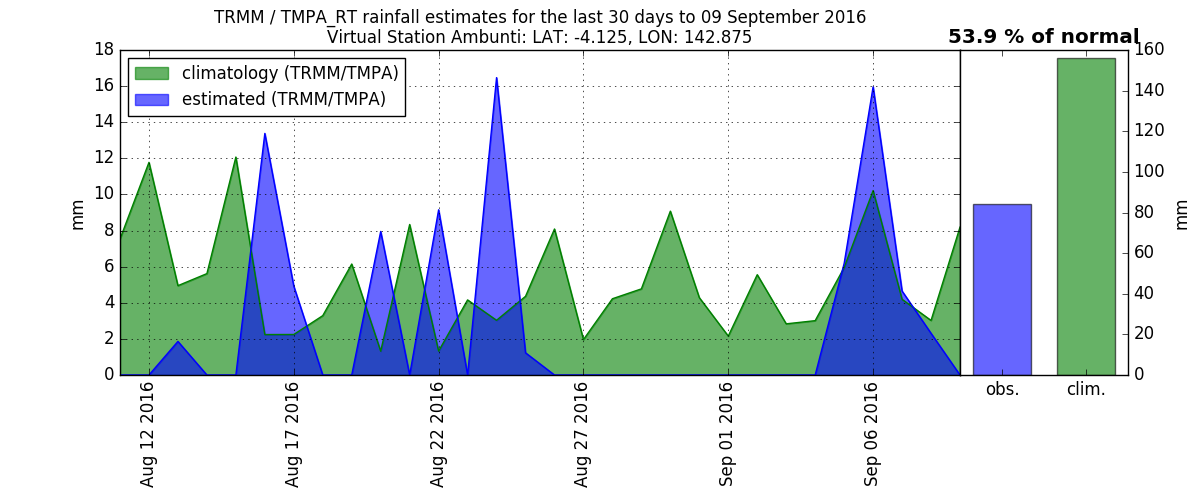 TRMM / TMPA_RT rainfall estimates for the last 30 days to 09 September 2016
Virtual Station Ambunti: LAT: -4.125, LON: 142.875
53.9 % of normal
climatology (TRMM/TMPA)
estimated (TRMM/TMPA)
18
16
14
12
10
8
6
4
2
0
mm
Aug 12 2016
Aug 17 2016
Aug 22 2016
Aug 27 2016
Sep 01 2016
Sep 06 2016
obs.
clim.
160
140
120
100
80
60
40
20
0
mm